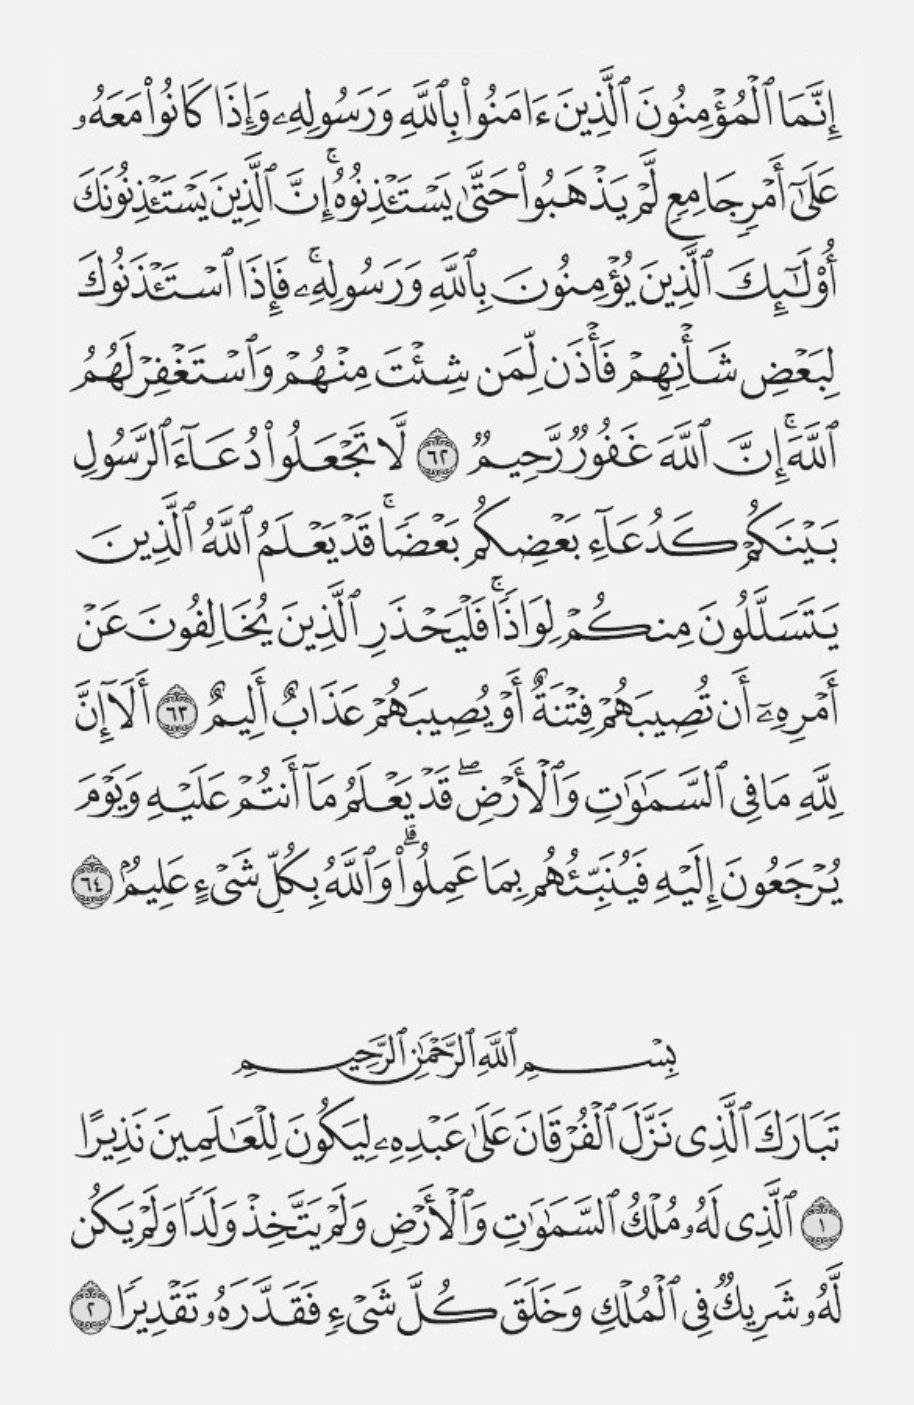 إِنَّمَا ٱلۡمُؤۡمِنُونَ ٱلَّذِينَ ءَامَنُواْ بِٱللَّهِ وَرَسُولِهِۦ وَإِذَا كَانُواْ مَعَهُۥ
عَلَىٰٓ أَمۡرٖ جَامِعٖ لَّمۡ يَذۡهَبُواْ حَتَّىٰ يَسۡتَـٔۡذِنُوهُۚ إِنَّ ٱلَّذِينَ يَسۡتَـٔۡذِنُونَكَ
أُوْلَـٰٓئِكَ ٱلَّذِينَ يُؤۡمِنُونَ بِٱللَّهِ وَرَسُولِهِۦۚ فَإِذَا ٱسۡتَـٔۡذَنُوكَ
لِبَعۡضِ شَأۡنِهِمۡ فَأۡذَن لِّمَن شِئۡتَ مِنۡهُمۡ وَٱسۡتَغۡفِرۡ لَهُمُ
ٱللَّهَۚ إِنَّ ٱللَّهَ غَفُورٞ رَّحِيمٞ ٦٢ لَّا تَجۡعَلُواْ دُعَآءَ ٱلرَّسُولِ
بَيۡنَكُمۡ كَدُعَآءِ بَعۡضِكُم بَعۡضٗاۚ قَدۡ يَعۡلَمُ ٱللَّهُ ٱلَّذِينَ
يَتَسَلَّلُونَ مِنكُمۡ لِوَاذٗاۚ فَلۡيَحۡذَرِ ٱلَّذِينَ يُخَالِفُونَ عَنۡ
أَمۡرِهِۦٓ أَن تُصِيبَهُمۡ فِتۡنَةٌ أَوۡ يُصِيبَهُمۡ عَذَابٌ أَلِيمٌ ٦٣ أَلَآ إِنَّ
لِلَّهِ مَا فِي ٱلسَّمَـٰوَٰتِ وَٱلۡأَرۡضِۖ قَدۡ يَعۡلَمُ مَآ أَنتُمۡ عَلَيۡهِ وَيَوۡمَ
يُرۡجَعُونَ إِلَيۡهِ فَيُنَبِّئُهُم بِمَا عَمِلُواْۗ وَٱللَّهُ بِكُلِّ شَيۡءٍ عَلِيمُۢ ٦٤
بِسۡمِ ٱللَّهِ ٱلرَّحۡمَـٰنِ ٱلرَّحِيمِ
تَبَارَكَ ٱلَّذِي نَزَّلَ ٱلۡفُرۡقَانَ عَلَىٰ عَبۡدِهِۦ لِيَكُونَ لِلۡعَـٰلَمِينَ نَذِيرًا
١ ٱلَّذِي لَهُۥ مُلۡكُ ٱلسَّمَـٰوَٰتِ وَٱلۡأَرۡضِ وَلَمۡ يَتَّخِذۡ وَلَدٗا وَلَمۡ يَكُن
لَّهُۥ شَرِيكٞ فِي ٱلۡمُلۡكِ وَخَلَقَ كُلَّ شَيۡءٖ فَقَدَّرَهُۥ تَقۡدِيرٗا ٢